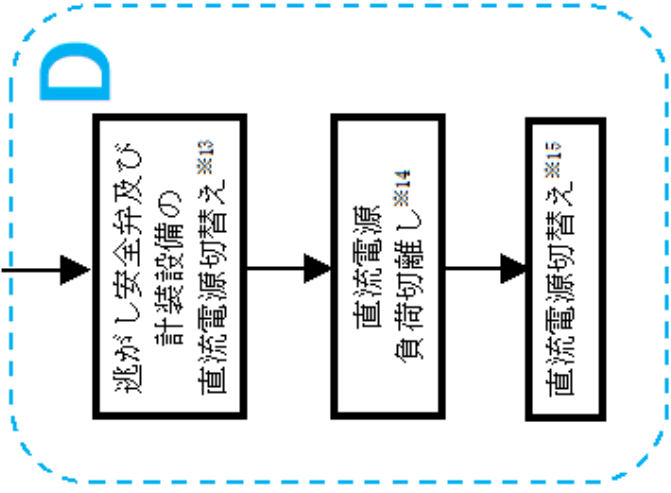 D
逃がし安全弁及び
計装設備の
直流電源切替え※13
直流電源
負荷切離し※14
直流電源切替え※15